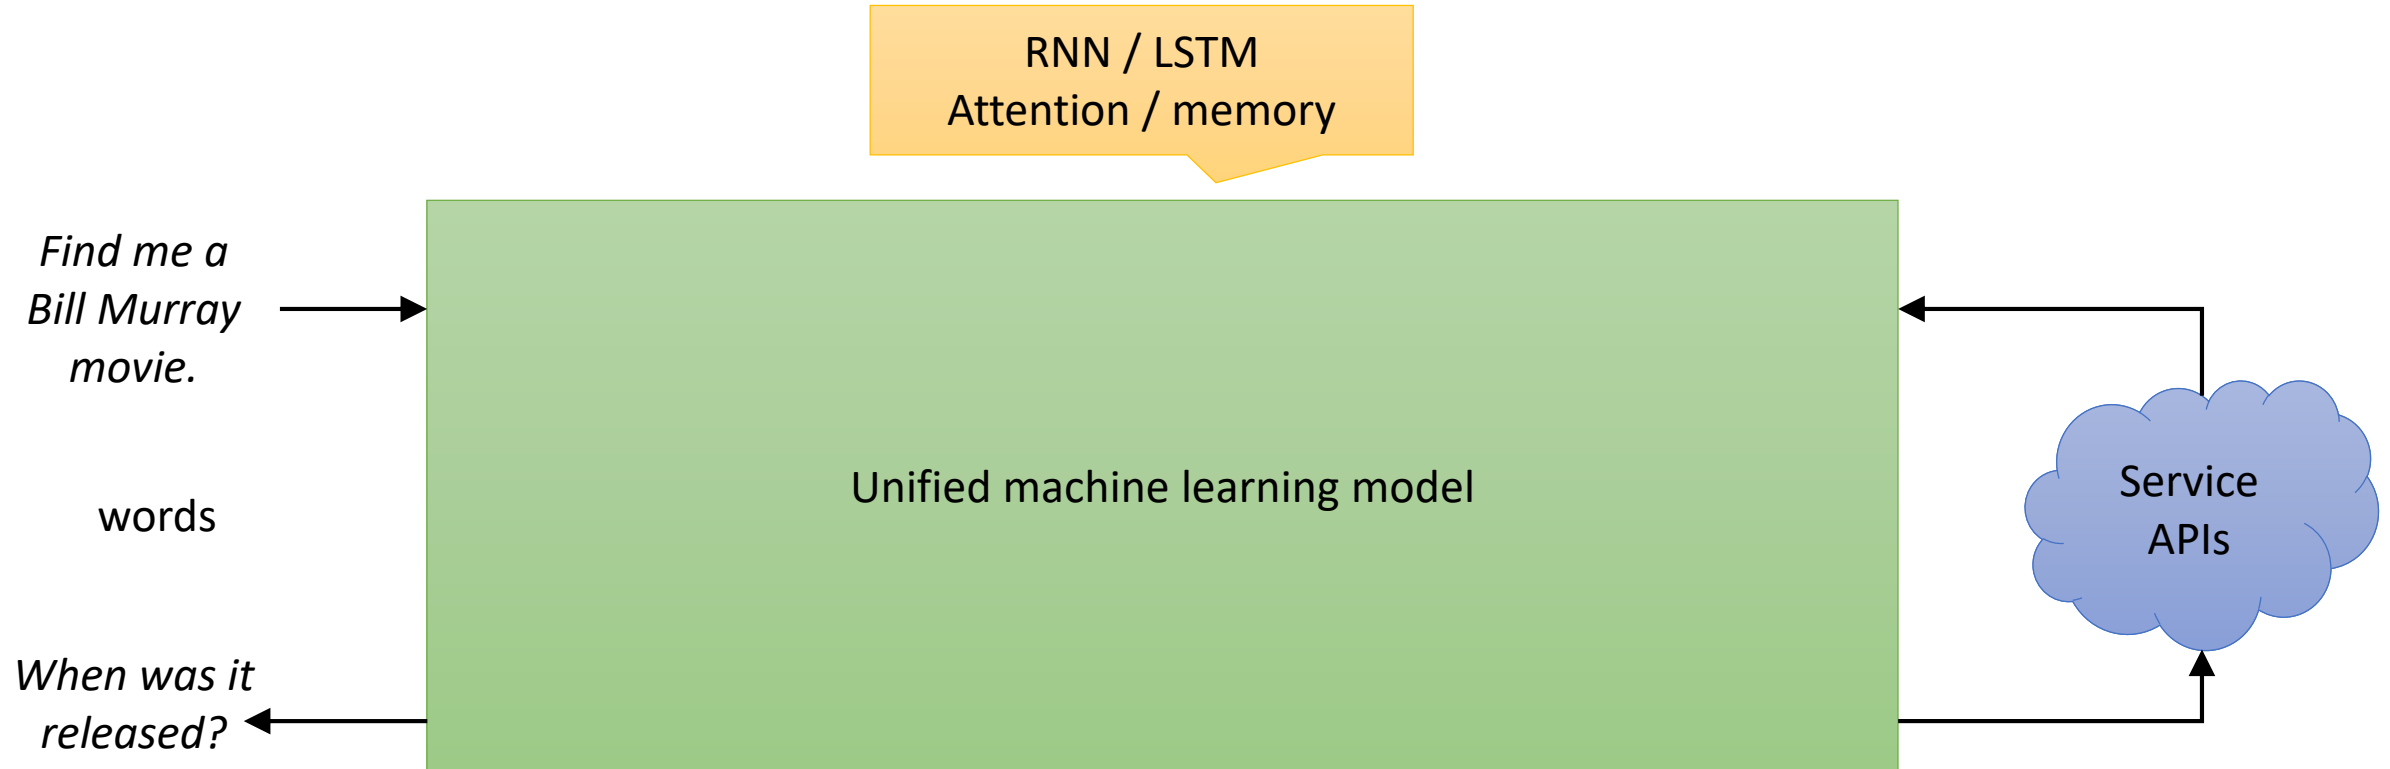 RNN / LSTM
Attention / memory
Find me a
Bill Murray
movie.
words
When was it
released?
Unified machine learning model
Service
APIs